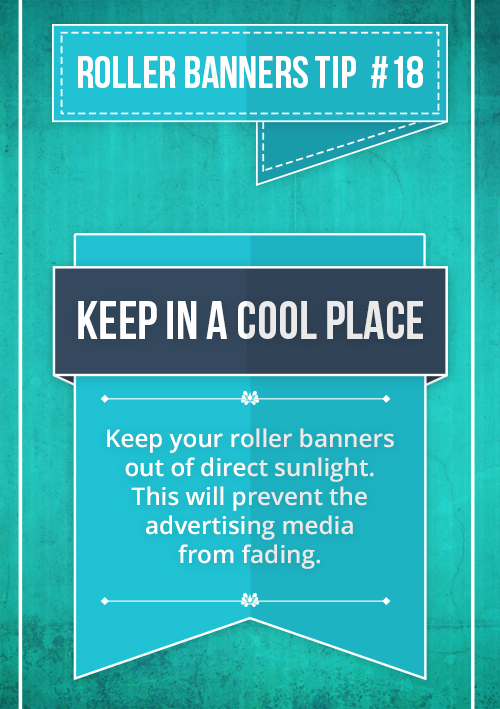 ROLLER BANNERS TIP #18
KEEP IN A COOL PLACE
Keep your roller banners
out of direct sunlight.
This will prevent the
advertising media
from fading.